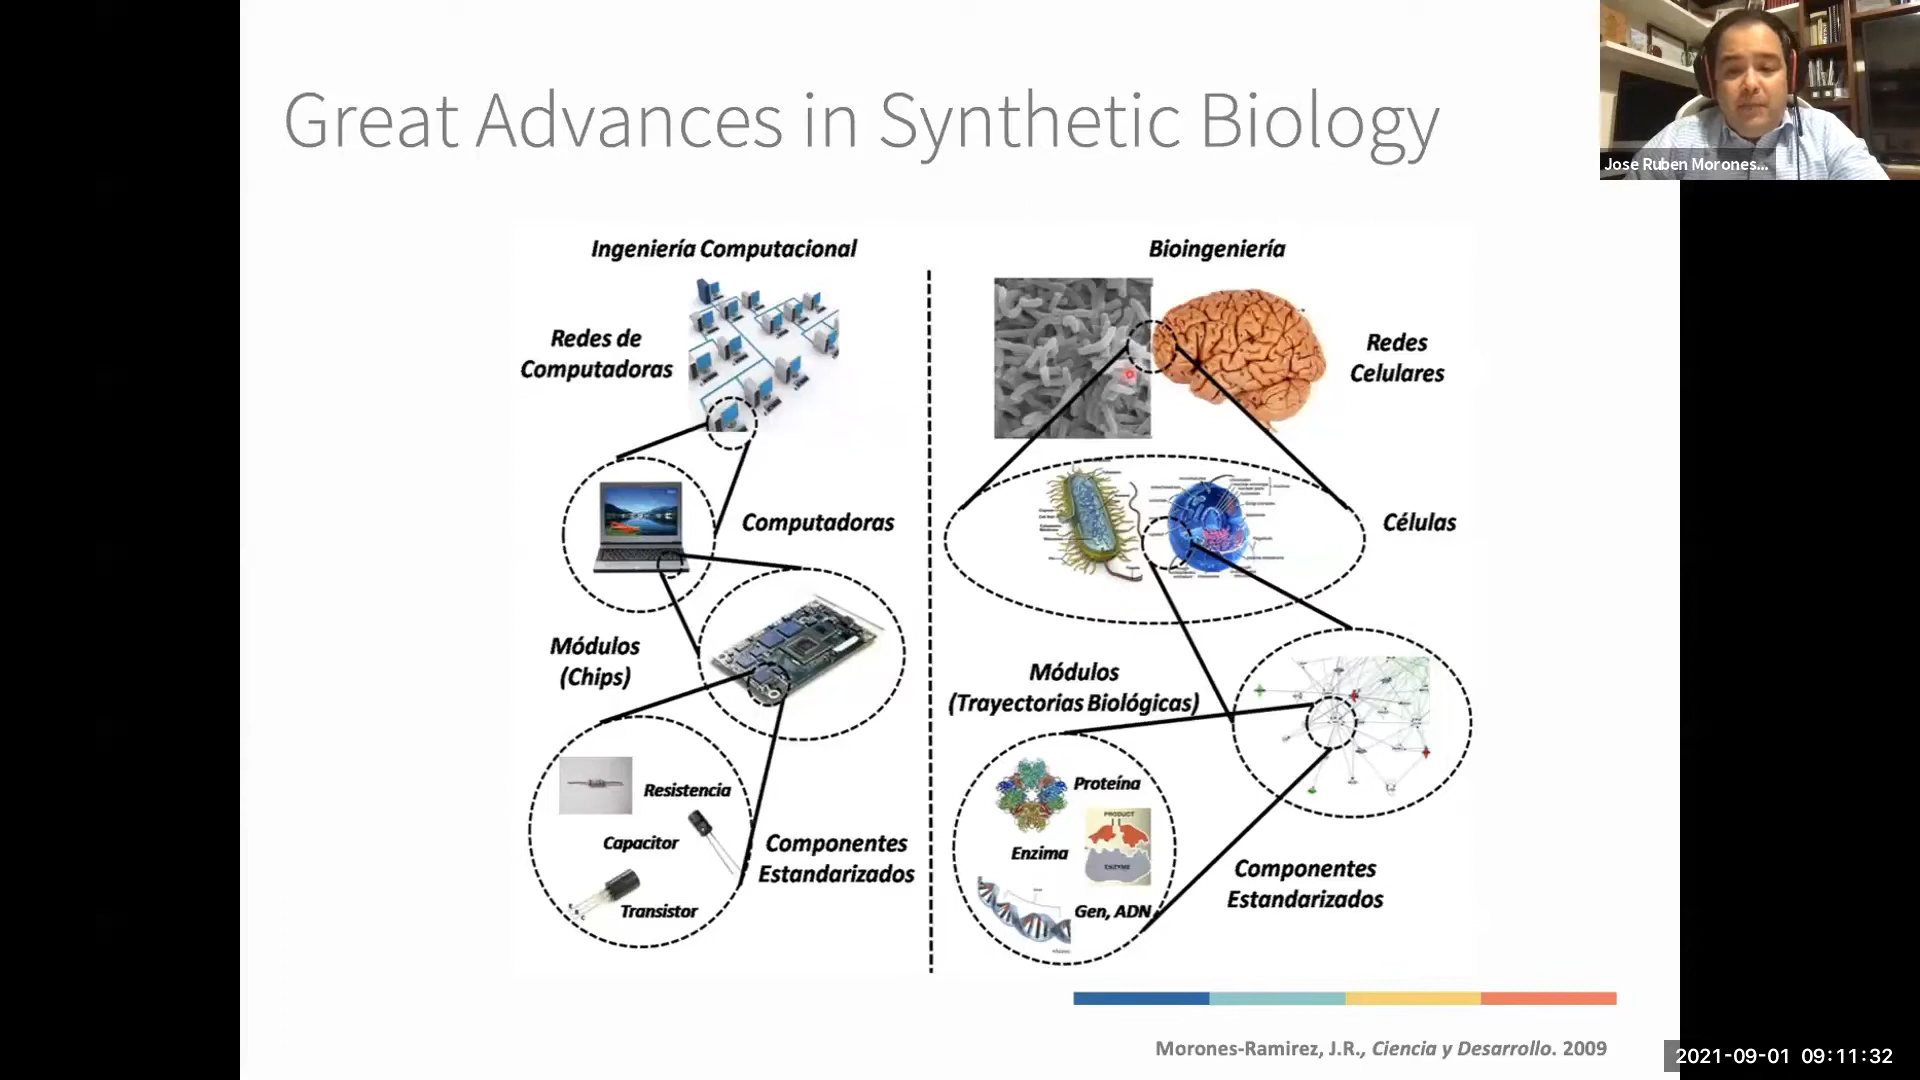 Great Advances in Synthetic Biology
Jose Ruben Morones...
Ingeniería Computacional
Redes de
Computadoras
Computadoras
Módulos
(Chips)
Resistencia
Capacitor
Transistor
Componentes
Estandarizados
Bioingeniería
Redes
Celulares
Células
Módulos
(Trayectorias Biológicas)
Proteína
PRODUCT
Enzima
ENZYME
Gen, ADN
Componentes
Estandarizados
Morones-Ramirez, J.R., Ciencia y Desarrollo. 2009
2021-09-01 09:11:32